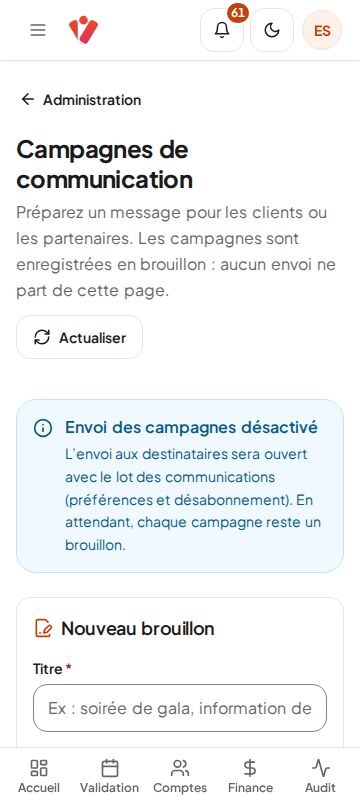 61
ES
Administration
Campagnes de
communication
Préparez un message pour les clients ou
les partenaires. Les campagnes sont
enregistrées en brouillon : aucun envoi ne
part de cette page.
Actualiser
Envoi des campagnes désactivé
L'envoi aux destinataires sera ouvert
avec le lot des communications
(préférences et désabonnement). En
attendant, chaque campagne reste un
brouillon.
Nouveau brouillon
Titre *
Ex : soirée de gala, information de
Accueil
Validation
Comptes
Finance
Audit